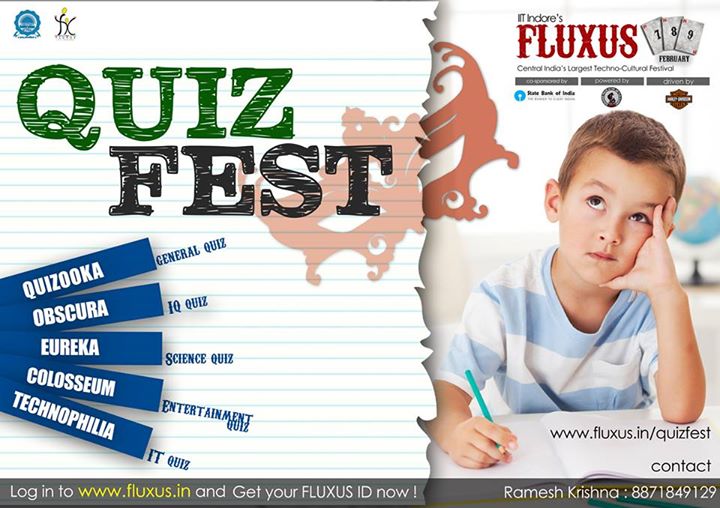 IIT Indore's
FLUXUS
7 8 9
FEBRUARY
Central India's Largest Techno-Cultural Festival
co-sponsored by
powered by
driven by
State Bank of India
HARLEY-DAVIDSON
QUIZ
FEST
QUIZOOKA
GENERAL QUIZ
OBSCURA
IQ QUIZ
EUREKA
SCIENCE QUIZ
COLOSSEUM
ENTERTAINMENT
QUIZ
TECHNOPHILIA
IT QUIZ
www.fluxus.in/quizfest
contact
Log in to www.fluxus.in and Get your FLUXUS ID now !
Ramesh Krishna : 8871849129